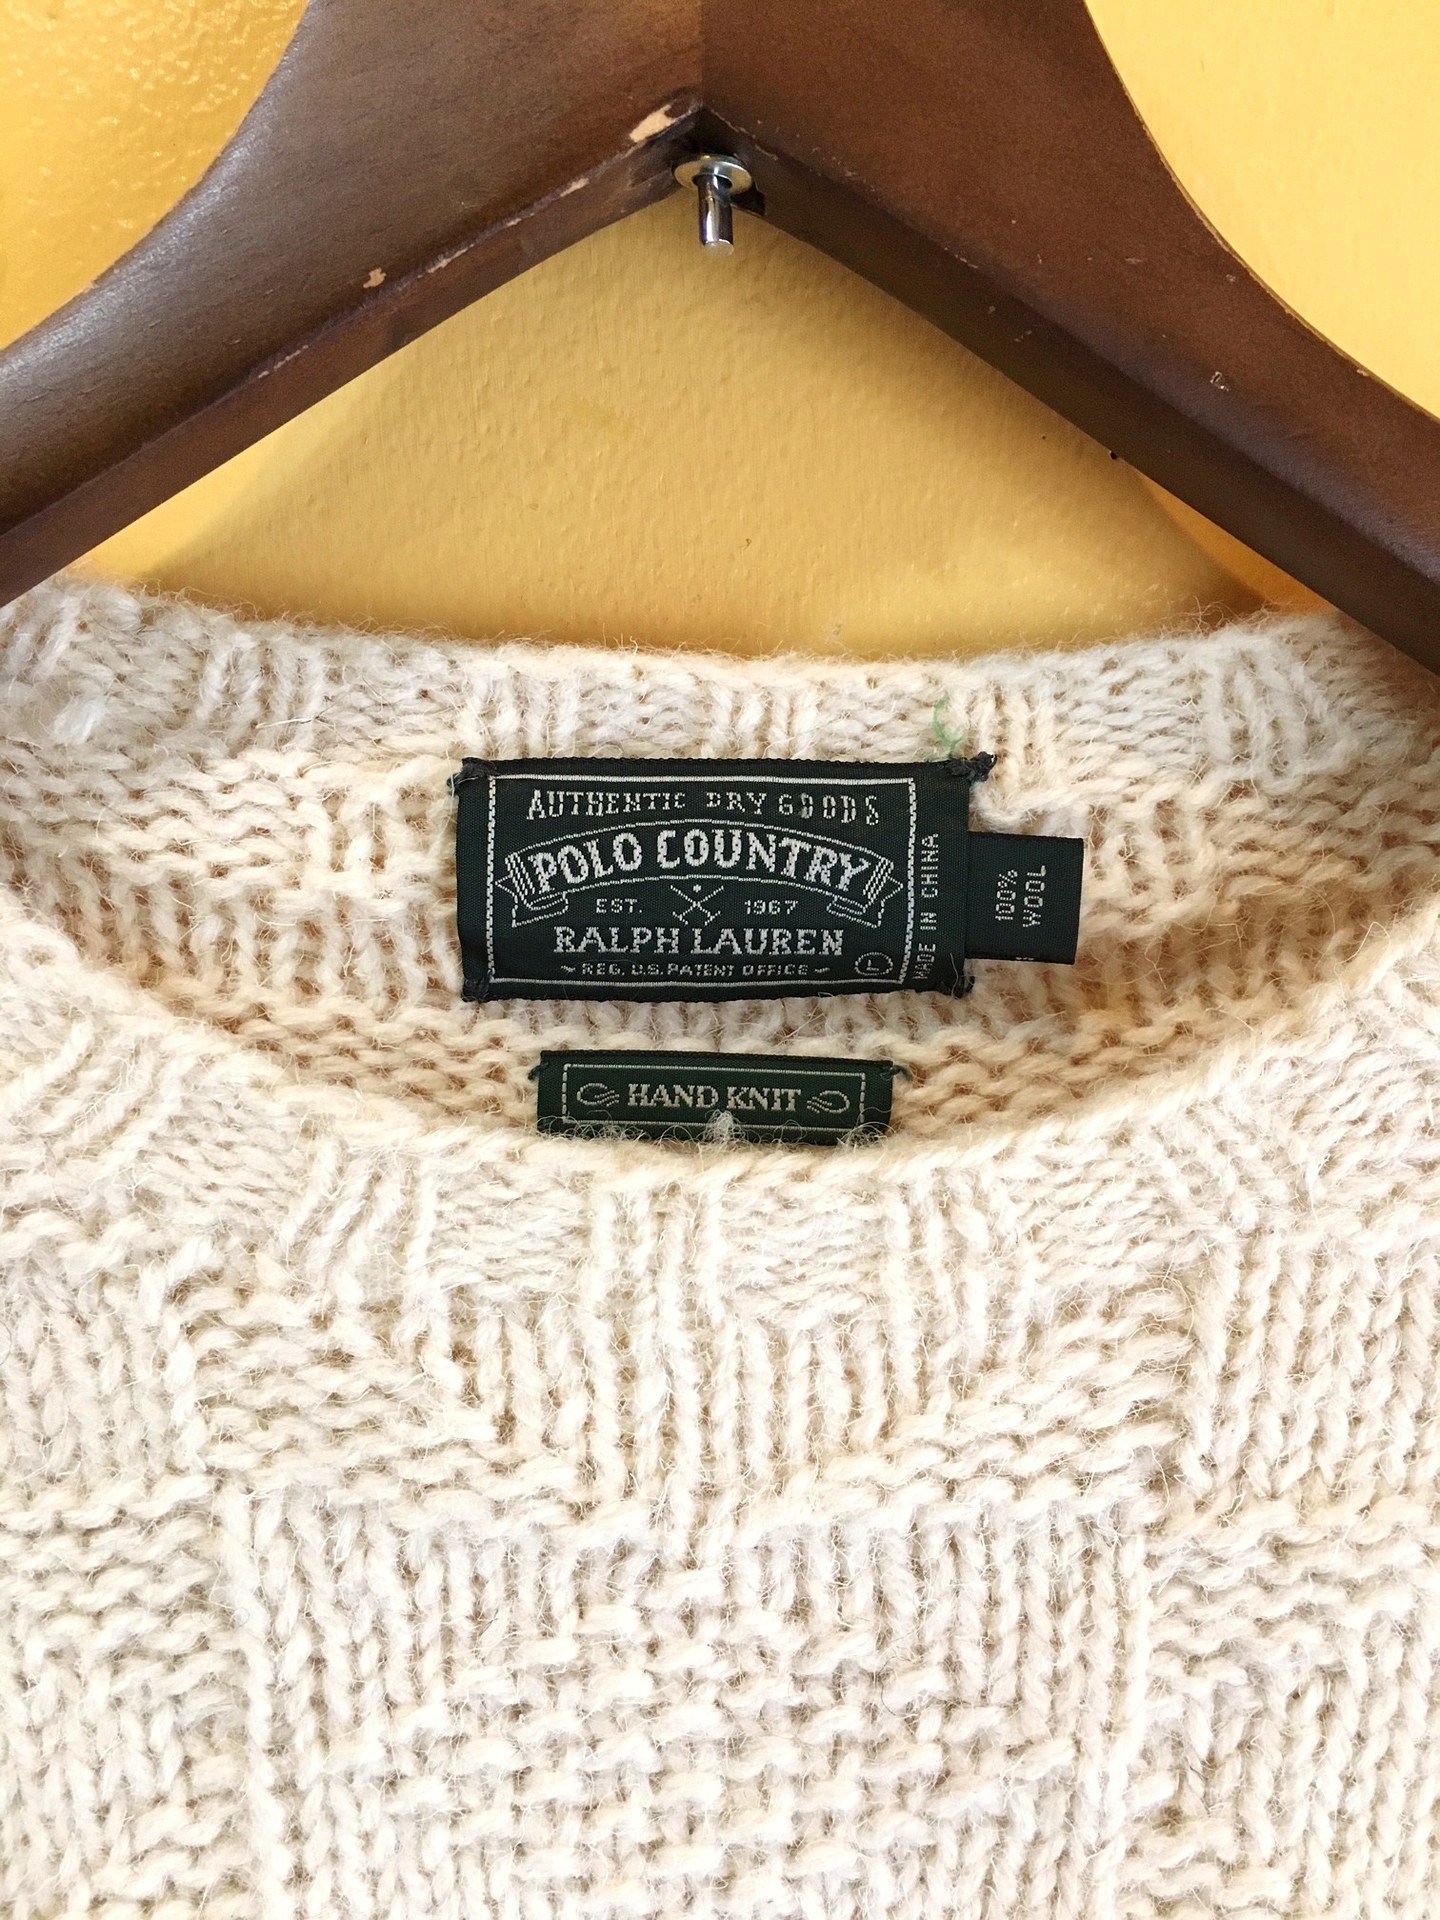 AUTHENTIC DRY GOODS
POLO COUNTRY
EST. 1967
RALPH LAUREN
REG. U.S. PATENT OFFICE
L
MADE IN CHINA
100%
WOOL
HAND KNIT